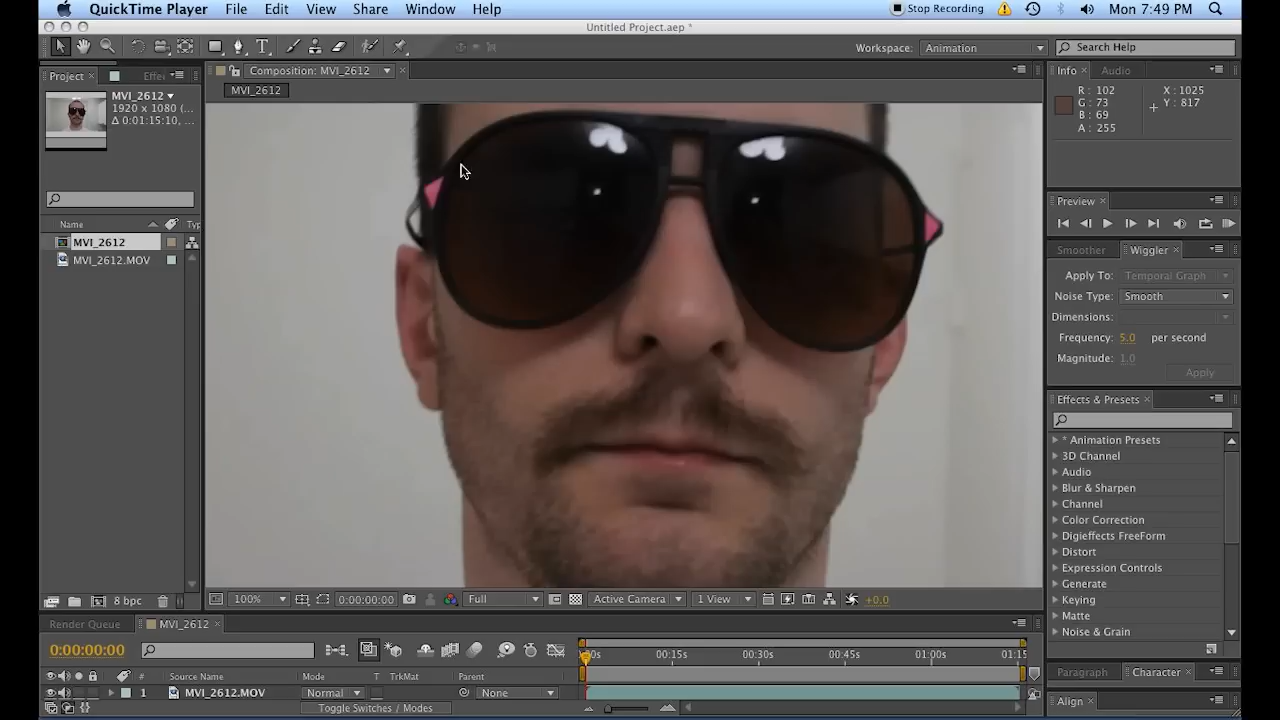 QuickTime Player File Edit View Share Window Help Stop Recording Mon 7:49 PM
Untitled Project.aep *
Workspace: Animation Search Help
Project Effe
Composition: MVI_2612
Info Audio
MVI_2612
1920 x 1080 (...
Δ 0:01:15:10, ...
MVI_2612
R : 102
G : 73
B : 69
A : 255
X : 1025
Y : 817
Preview
Name Typ
MVI_2612
MVI_2612.MOV
Smoother Wiggler
Apply To: Temporal Graph
Noise Type: Smooth
Dimensions:
Frequency: 5.0 per second
Magnitude: 1.0
Apply
Effects & Presets
* Animation Presets
3D Channel
Audio
Blur & Sharpen
Channel
Color Correction
Digieffects FreeForm
Distort
Expression Controls
Generate
Keying
Matte
Noise & Grain
8 bpc
100% 0:00:00:00 Full Active Camera 1 View +0.0
Render Queue MVI_2612
0:00:00:00
00s 00:15s 00:30s 00:45s 01:00s 01:15
# Source Name Mode T TrkMat Parent
1 MVI_2612.MOV Normal None
Toggle Switches / Modes
Paragraph Character
Align